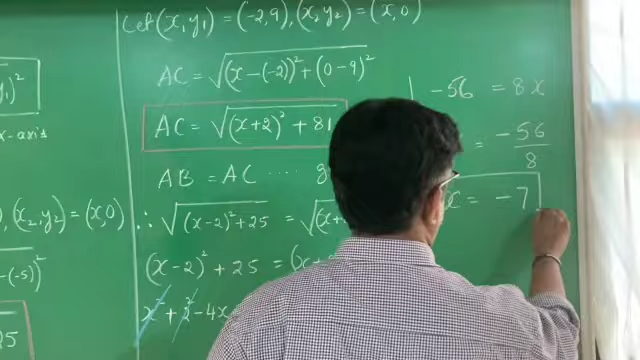 y₁)²
x-axis
), (x₂, y₂) = (x, 0)
-(-5))²
25
Let (x₁ y₁) = (-2, 9), (x₂ y₂) = (x, 0)
AC = √((x-(-2))² + (0-9)²
AC = √((x+2)² + 81
AB = AC .... 8
∴ √((x-2)² + 25 = √((x+
(x-2)² + 25 = (x+
x² + 2² - 4x
-56 = 8x
= -56/8
x = -7